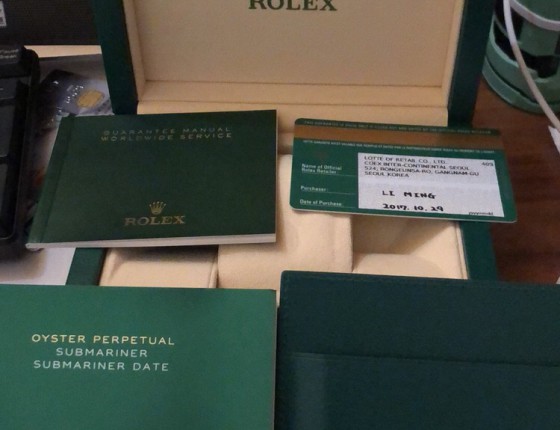 ROLEX
GUARANTEE MANUAL
WORLDWIDE SERVICE
ROLEX
Name of Official
Rolex Retailer
LOTTE GF RETAIL CO., LTD.
COEX INTER-CONTINENTAL SEOUL,
524, BONGEUNSA-RO, GANGNAM-GU
SEOUL KOREA
Purchaser:
LI MING
Date of Purchase:
2017. 10. 29
OYSTER PERPETUAL
SUBMARINER
SUBMARINER DATE